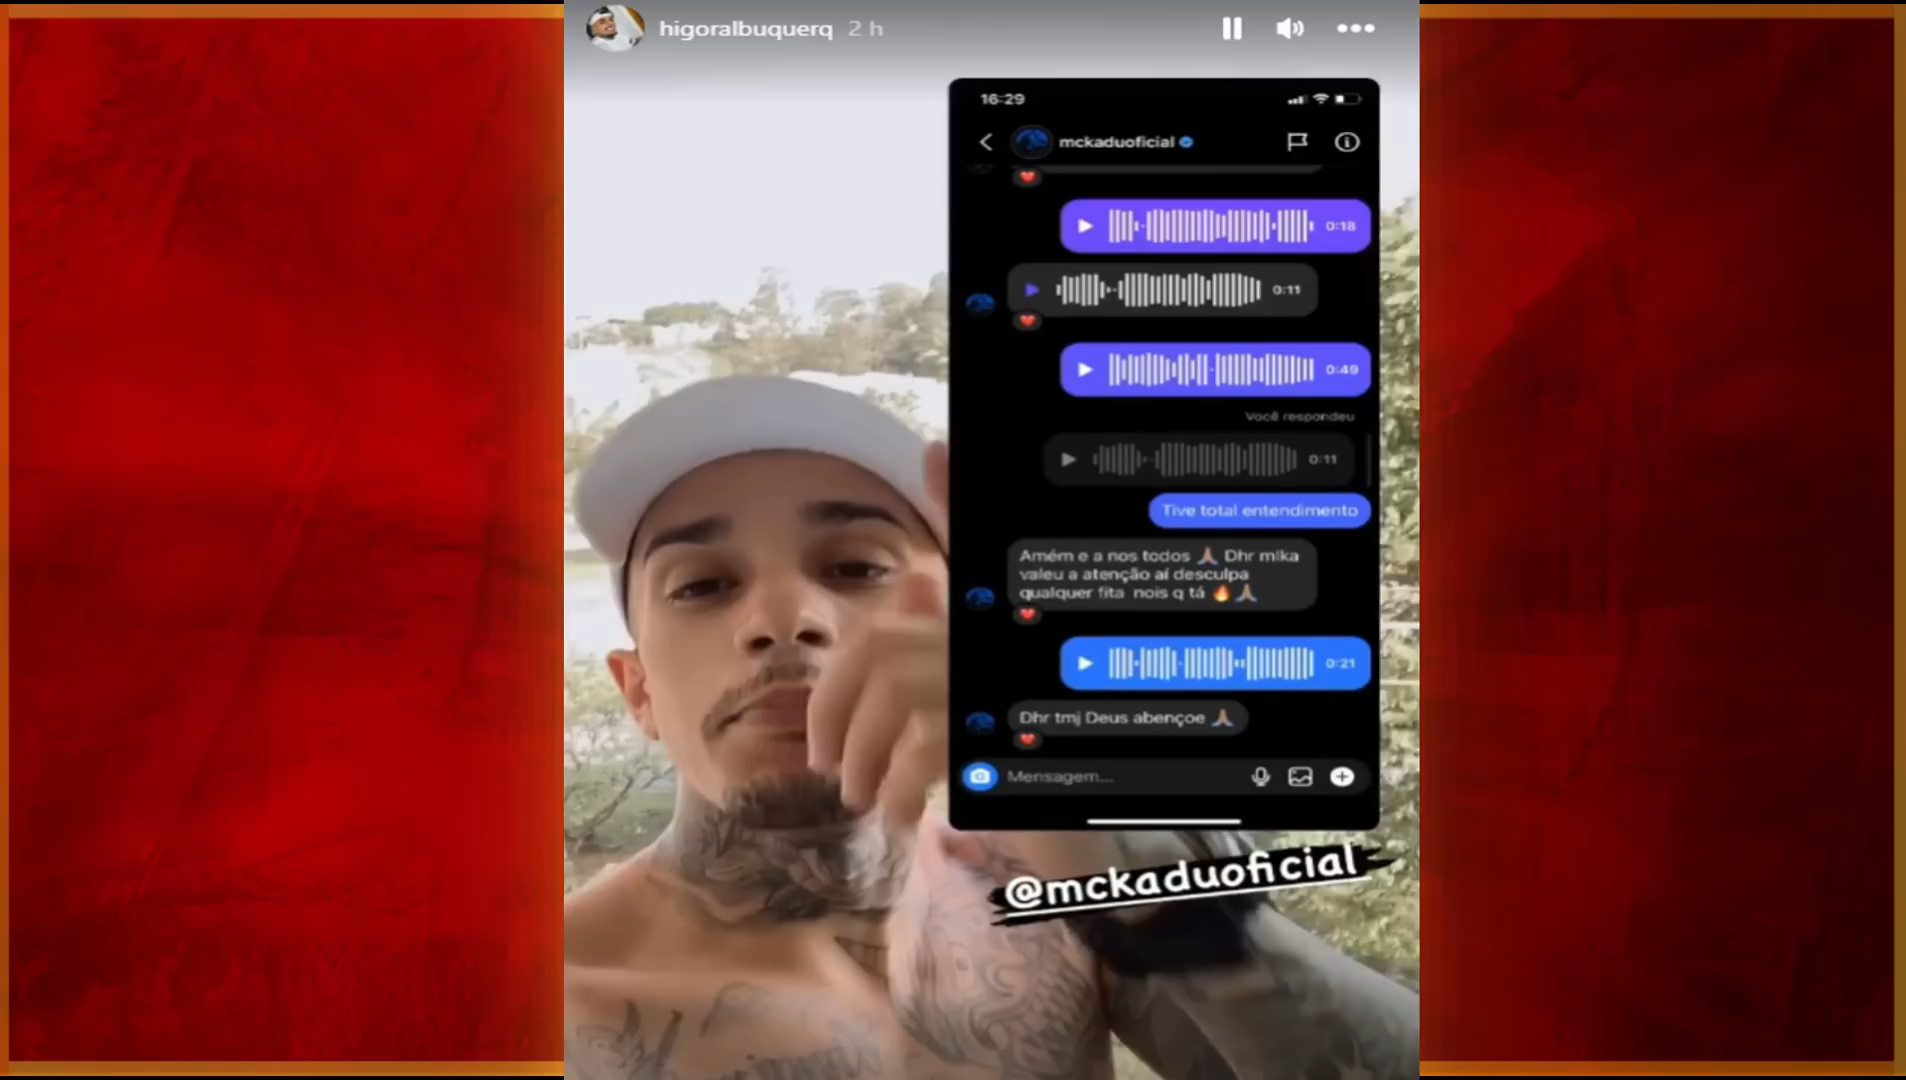 higoralbuquerq 2 h
16:29
mckaduoficial
0:18
0:11
0:49
Você respondeu
0:11
Tive total entendimento
Amém e a nos todos 🙏🏽 Dhr mlka
valeu a atenção aí desculpa
qualquer fita nois q tá 🔥🙏🏽
0:21
Dhr tmj Deus abençoe 🙏🏽
Mensagem...
@mckaduoficial